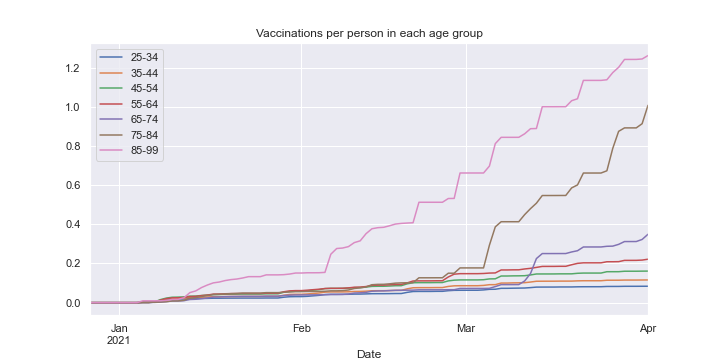 Vaccinations per person in each age group
25-34
35-44
45-54
55-64
65-74
75-84
85-99
1.2
1.0
0.8
0.6
0.4
0.2
0.0
Jan
2021
Feb
Mar
Apr
Date